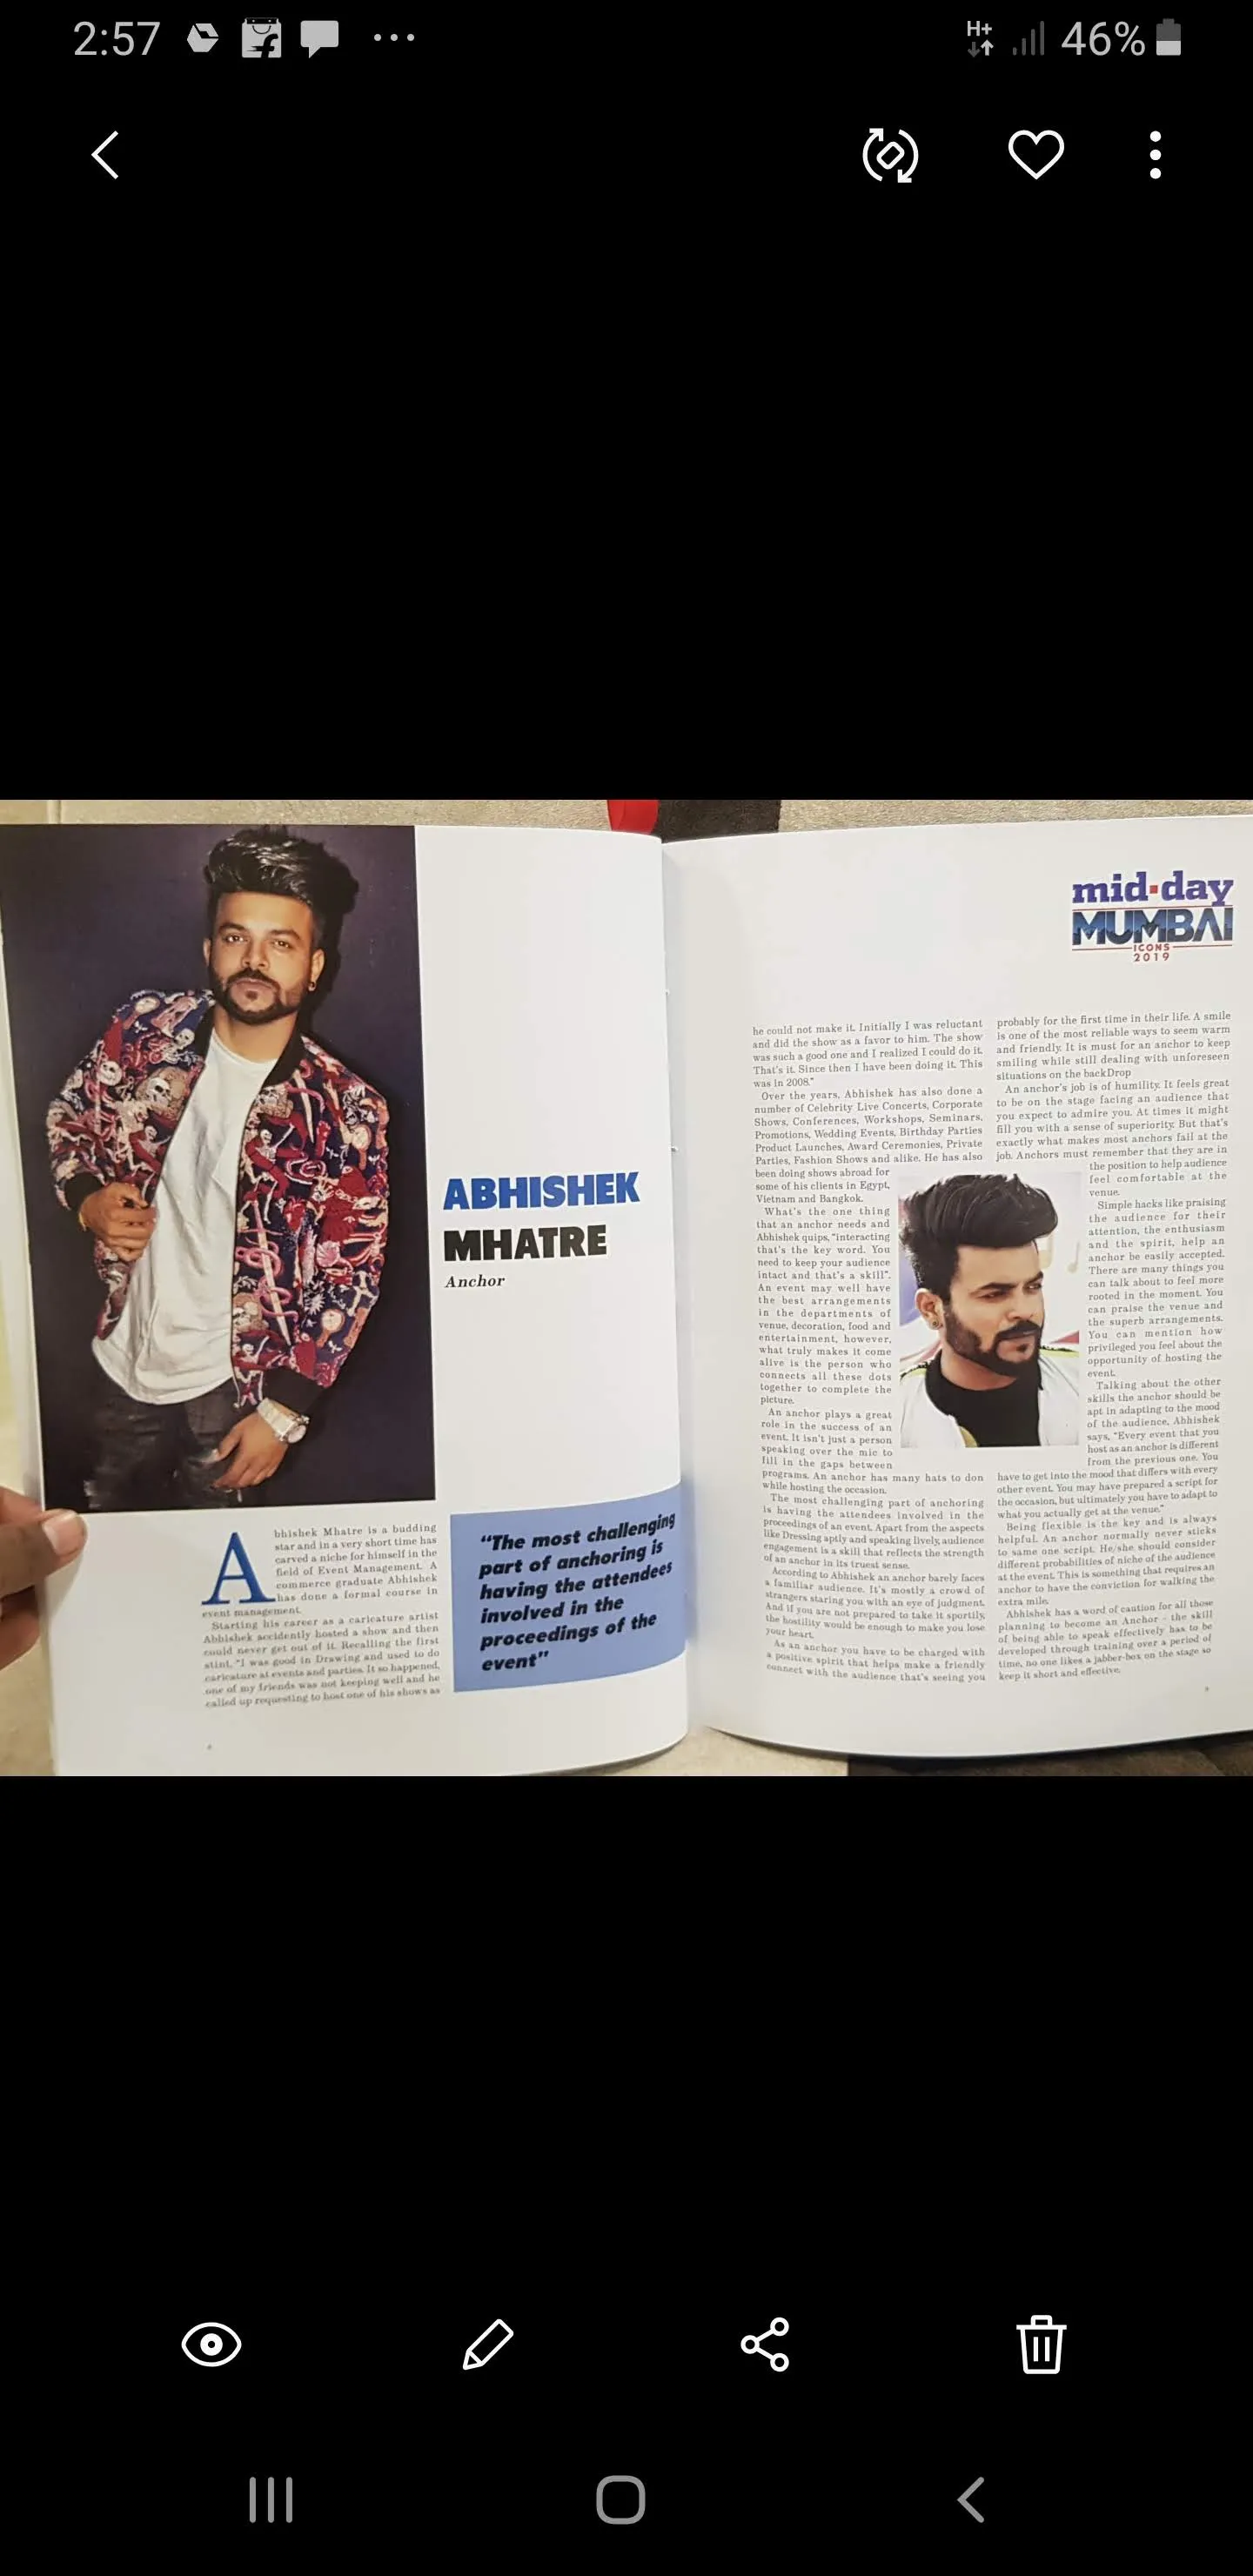 2:57
H+
46%
ABHISHEK
MHATRE
Anchor
Abhishek Mhatre is a budding
star and in a very short time has
carved a niche for himself in the
field of Event Management. A
commerce graduate Abhishek
has done a formal course in
event management.
Starting his career as a caricature artist
Abhishek accidently hosted a show and then
could never get out of it. Recalling the first
stint, "I was good in Drawing and used to do
caricature at events and parties. It so happened,
one of my friends was not keeping well and he
called up requesting to host one of his shows as
“The most challenging
part of anchoring is
having the attendees
involved in the
proceedings of the
event”
mid-day
MUMBAI
ICONS
2019
he could not make it. Initially I was reluctant
and did the show as a favor to him. The show
was such a good one and I realized I could do it.
That's it. Since then I have been doing it. This
was in 2008."
Over the years, Abhishek has also done a
number of Celebrity Live Concerts, Corporate
Shows, Conferences, Workshops, Seminars,
Promotions, Wedding Events, Birthday Parties
Product Launches, Award Ceremonies, Private
Parties, Fashion Shows and alike. He has also
been doing shows abroad for
some of his clients in Egypt,
Vietnam and Bangkok.
What's the one thing
that an anchor needs and
Abhishek quips, "interacting
that's the key word. You
need to keep your audience
intact and that's a skill".
An event may well have
the best arrangements
in the departments of
venue, decoration, food and
entertainment, however,
what truly makes it come
alive is the person who
connects all these dots
together to complete the
picture.
An anchor plays a great
role in the success of an
event. It isn't just a person
speaking over the mic to
fill in the gaps between
programs. An anchor has many hats to don
while hosting the occasion.
The most challenging part of anchoring
is having the attendees involved in the
proceedings of an event. Apart from the aspects
like Dressing aptly and speaking lively, audience
engagement is a skill that reflects the strength
of an anchor in its truest sense.
According to Abhishek an anchor barely faces
a familiar audience. It's mostly a crowd of
strangers staring you with an eye of judgment.
And if you are not prepared to take it sportily,
the hostility would be enough to make you lose
your heart.
As an anchor you have to be charged with
a positive spirit that helps make a friendly
connect with the audience that's seeing you
probably for the first time in their life. A smile
is one of the most reliable ways to seem warm
and friendly. It is must for an anchor to keep
smiling while still dealing with unforeseen
situations on the backDrop
An anchor's job is of humility. It feels great
to be on the stage facing an audience that
you expect to admire you. At times it might
fill you with a sense of superiority. But that's
exactly what makes most anchors fail at the
job. Anchors must remember that they are in
the position to help audience
feel comfortable at the
venue.
Simple hacks like praising
the audience for their
attention, the enthusiasm
and the spirit, help an
anchor be easily accepted.
There are many things you
can talk about to feel more
rooted in the moment. You
can praise the venue and
the superb arrangements.
You can mention how
privileged you feel about the
opportunity of hosting the
event.
Talking about the other
skills the anchor should be
apt in adapting to the mood
of the audience, Abhishek
says, "Every event that you
host as an anchor is different
from the previous one. You
have to get into the mood that differs with every
other event. You may have prepared a script for
the occasion, but ultimately you have to adapt to
what you actually get at the venue."
Being flexible is the key and is always
helpful. An anchor normally never sticks
to same one script. He/she should consider
different probabilities of niche of the audience
at the event. This is something that requires an
anchor to have the conviction for walking the
extra mile.
Abhishek has a word of caution for all those
planning to become an Anchor - the skill
of being able to speak effectively has to be
developed through training over a period of
time, no one likes a jabber-box on the stage so
keep it short and effective.